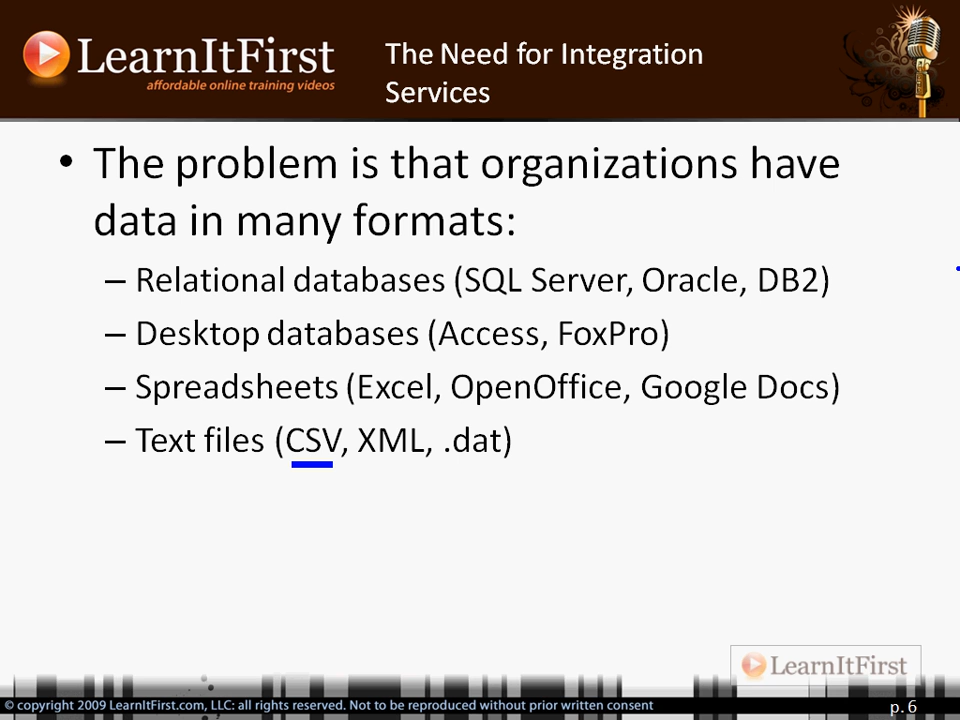 LearnItFirst
affordable online training videos
The Need for Integration
Services
• The problem is that organizations have
data in many formats:
– Relational databases (SQL Server, Oracle, DB2)
– Desktop databases (Access, FoxPro)
– Spreadsheets (Excel, OpenOffice, Google Docs)
– Text files (CSV, XML, .dat)
LearnItFirst
© copyright 2009 LearnItFirst.com, LLC: all rights reserved. Not to be reproduced without prior written consent
p. 6